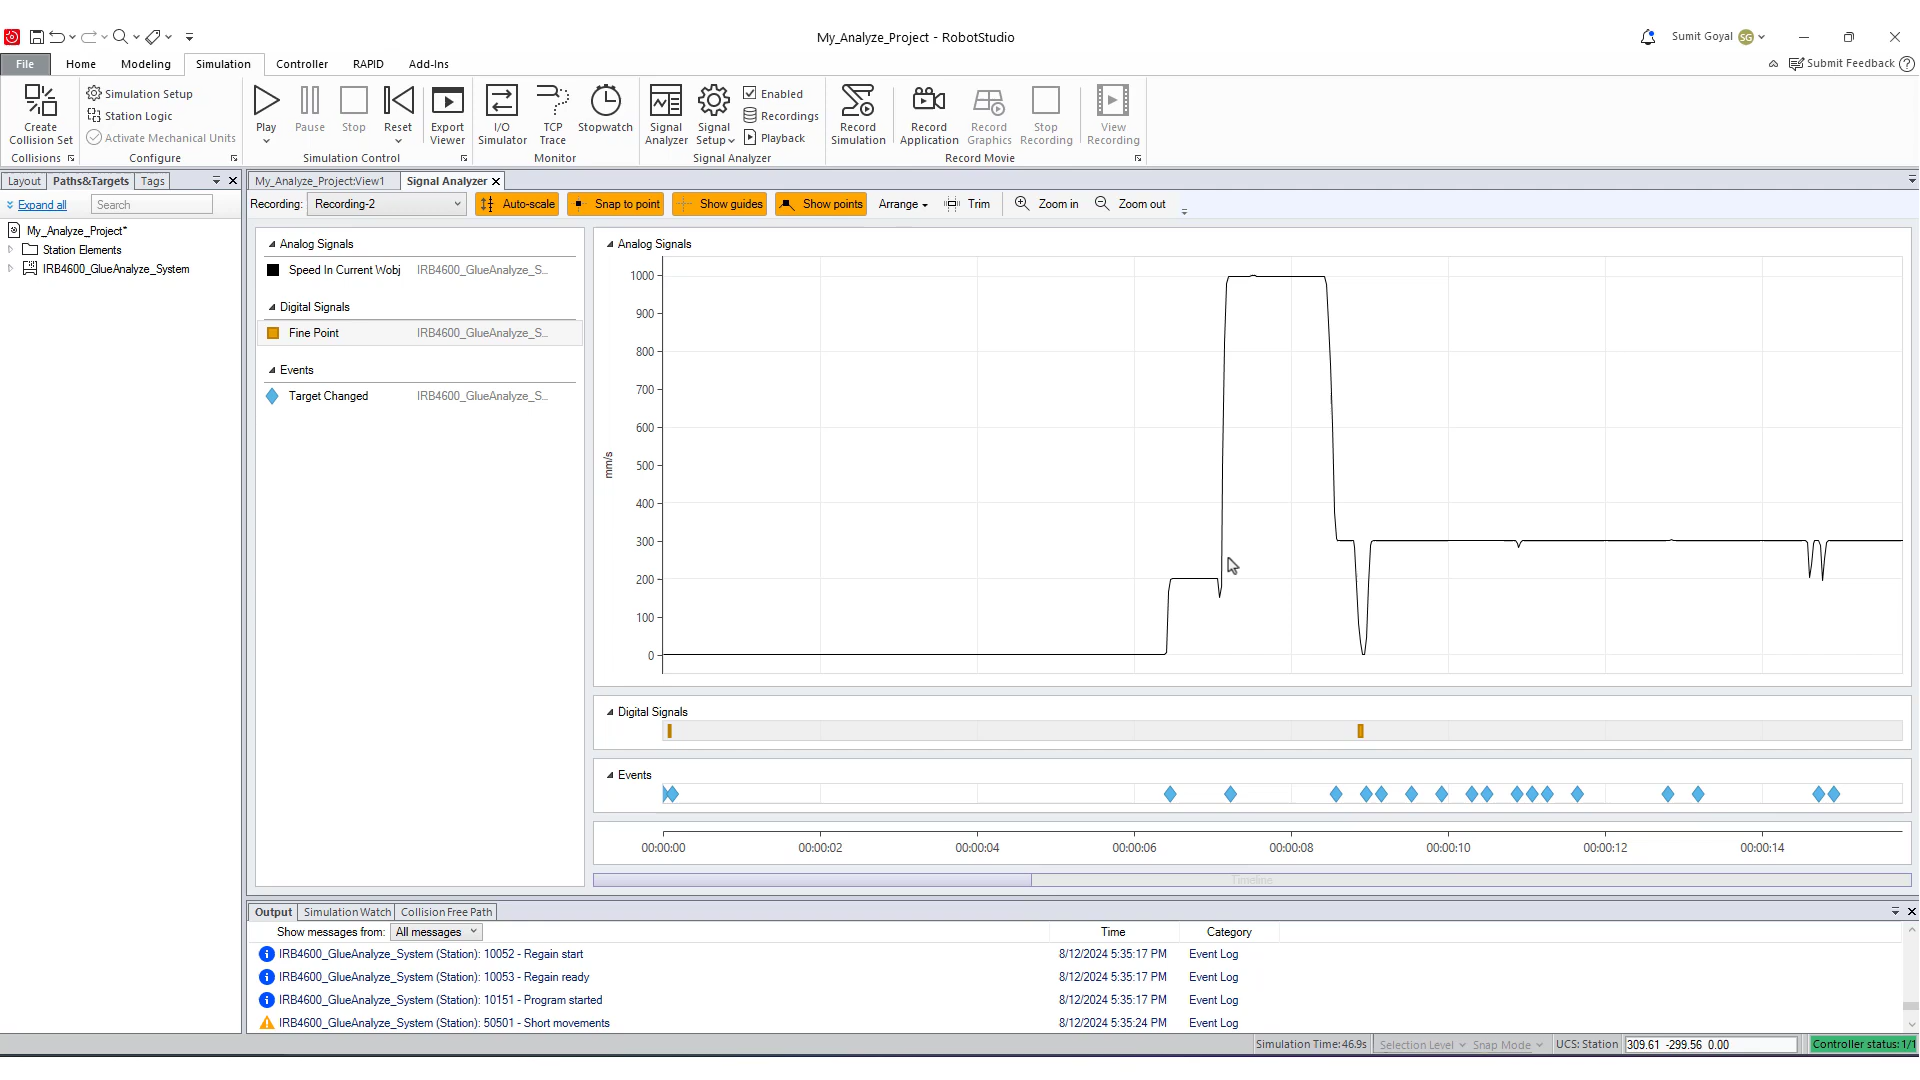 My_Analyze_Project - RobotStudio
Sumit Goyal SG
File Home Modeling Simulation Controller RAPID Add-Ins
Submit Feedback
Create Collision Set
Collisions
Simulation Setup
Station Logic
Activate Mechanical Units
Configure
Play Pause Stop Reset
Simulation Control
Export Viewer
I/O Simulator
TCP Trace
Stopwatch
Monitor
Signal Analyzer
Signal Setup
Enabled
Recordings
Playback
Signal Analyzer
Record Simulation
Record Application
Record Graphics
Stop Recording
Record Movie
View Recording
Layout Paths&Targets Tags
Expand all Search
My_Analyze_Project*
Station Elements
IRB4600_GlueAnalyze_System
My_Analyze_Project:View1 Signal Analyzer
Recording: Recording-2 Auto-scale Snap to point Show guides Show points Arrange Trim Zoom in Zoom out
Analog Signals
Speed In Current Wobj IRB4600_GlueAnalyze_S...
Digital Signals
Fine Point IRB4600_GlueAnalyze_S...
Events
Target Changed IRB4600_GlueAnalyze_S...
Analog Signals
1000
900
800
700
600
500
400
300
200
100
0
mm/s
Digital Signals
Events
00:00:00 00:00:02 00:00:04 00:00:06 00:00:08 00:00:10 00:00:12 00:00:14
Timeline
Output Simulation Watch Collision Free Path
Show messages from: All messages Time Category
IRB4600_GlueAnalyze_System (Station): 10052 - Regain start 8/12/2024 5:35:17 PM Event Log
IRB4600_GlueAnalyze_System (Station): 10053 - Regain ready 8/12/2024 5:35:17 PM Event Log
IRB4600_GlueAnalyze_System (Station): 10151 - Program started 8/12/2024 5:35:17 PM Event Log
IRB4600_GlueAnalyze_System (Station): 50501 - Short movements 8/12/2024 5:35:24 PM Event Log
Simulation Time: 46.9s Selection Level Snap Mode UCS: Station 309.61 -299.56 0.00 Controller status: 1/1